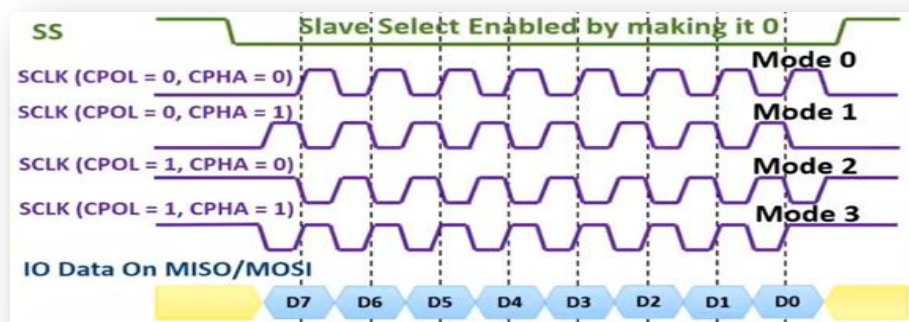 SS
Slave Select Enabled by making it 0
Mode 0
SCLK (CPOL = 0, CPHA = 0)
SCLK (CPOL = 0, CPHA = 1)
Mode 1
SCLK (CPOL = 1, CPHA = 0)
Mode 2
SCLK (CPOL = 1, CPHA = 1)
Mode 3
IO Data On MISO/MOSI
D7 D6 D5 D4 D3 D2 D1 D0